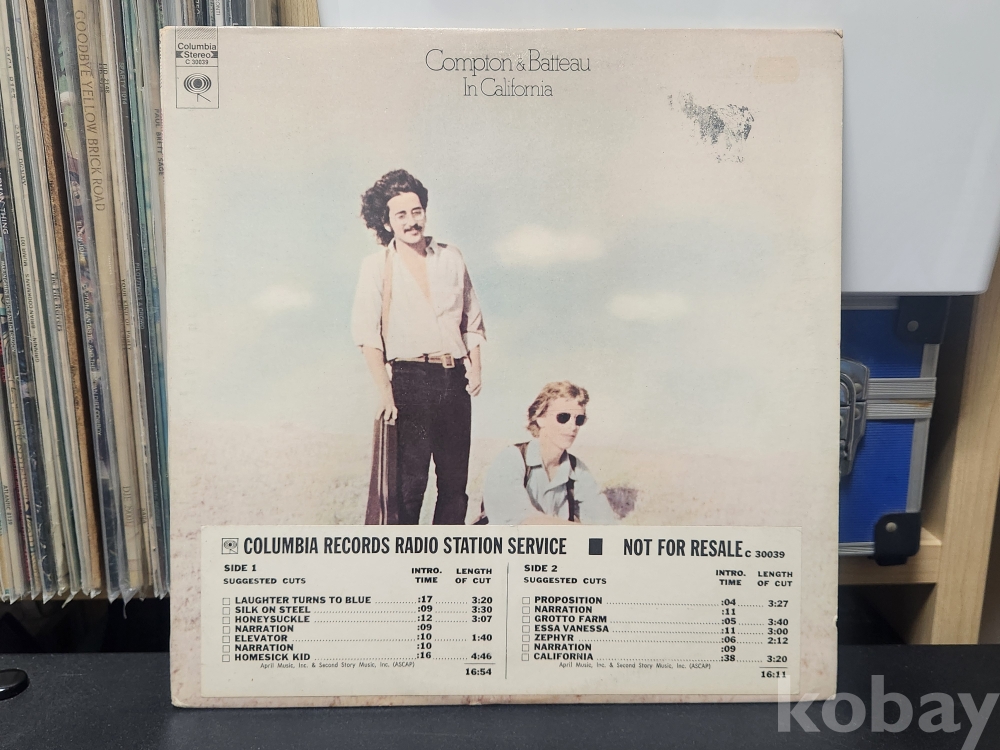 Columbia
Stereo
C 30039
Compton & Batteau
In California
GOODBYE YELLOW BRICK ROAD
COLUMBIA RECORDS RADIO STATION SERVICE ■ NOT FOR RESALE C 30039
SIDE 1
SUGGESTED CUTS INTRO. TIME LENGTH OF CUT
LAUGHTER TURNS TO BLUE :17 3:20
SILK ON STEEL :09 3:30
HONEYSUCKLE :12 3:07
NARRATION :09
ELEVATOR :10 1:40
NARRATION :10
HOMESICK KID :16 4:46
April Music, Inc. & Second Story Music, Inc. (ASCAP)
16:54
SIDE 2
SUGGESTED CUTS INTRO. TIME LENGTH OF CUT
PROPOSITION :04 3:27
NARRATION :11
GROTTO FARM :05 3:40
ESSA VANESSA :11 3:00
ZEPHYR :06 2:12
NARRATION :09
CALIFORNIA :38 3:20
April Music, Inc. & Second Story Music, Inc. (ASCAP)
16:11
kobay